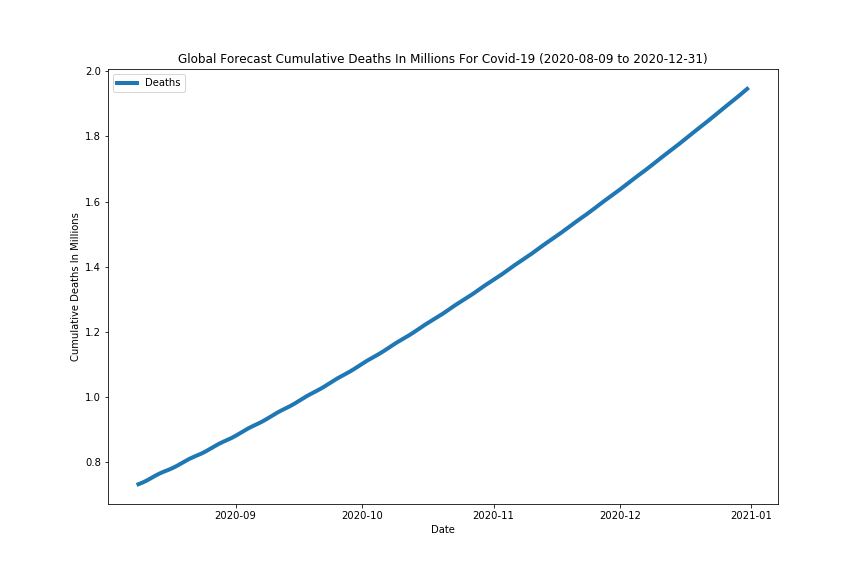 Global Forecast Cumulative Deaths In Millions For Covid-19 (2020-08-09 to 2020-12-31)
Deaths
Cumulative Deaths In Millions
2.0
1.8
1.6
1.4
1.2
1.0
0.8
2020-09 2020-10 2020-11 2020-12 2021-01
Date